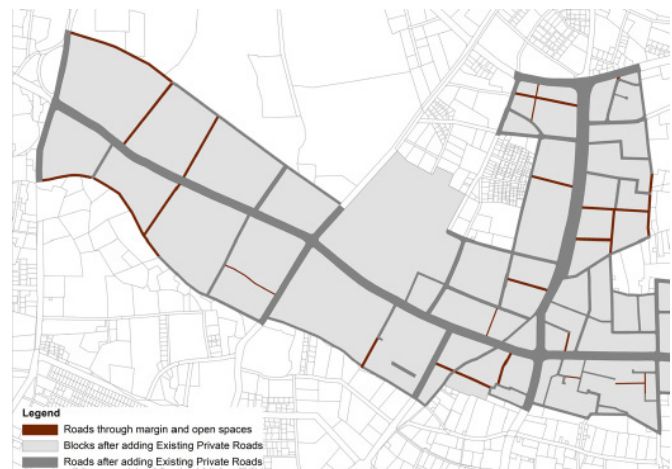 Legend
Roads through margin and open spaces
Blocks after adding Existing Private Roads
Roads after adding Existing Private Roads